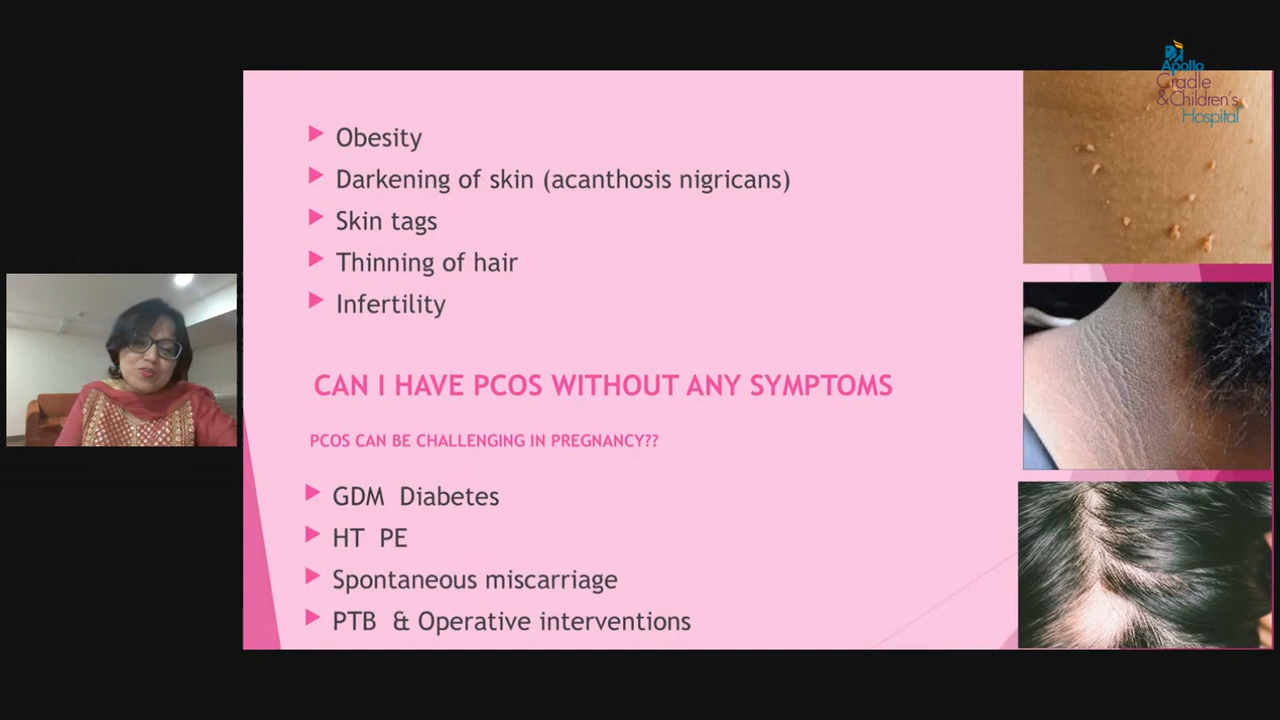 Apollo
Cradle
&Children's
Hospital
Obesity
Darkening of skin (acanthosis nigricans)
Skin tags
Thinning of hair
Infertility
CAN I HAVE PCOS WITHOUT ANY SYMPTOMS
PCOS CAN BE CHALLENGING IN PREGNANCY??
GDM Diabetes
HT PE
Spontaneous miscarriage
PTB & Operative interventions